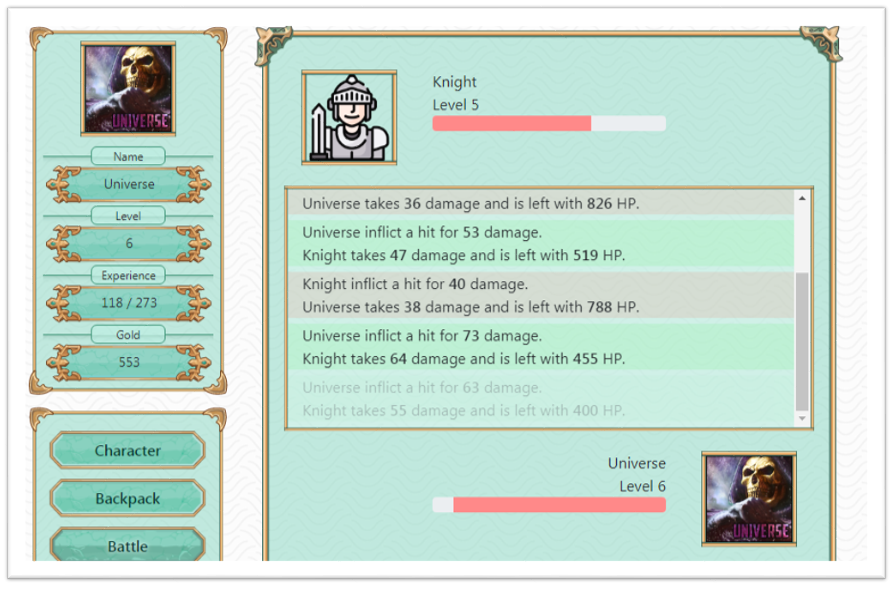 UNIVERSE
Name
Universe
Level
6
Experience
118 / 273
Gold
553
Character
Backpack
Battle
Knight
Level 5
Universe takes 36 damage and is left with 826 HP.
Universe inflict a hit for 53 damage.
Knight takes 47 damage and is left with 519 HP.
Knight inflict a hit for 40 damage.
Universe takes 38 damage and is left with 788 HP.
Universe inflict a hit for 73 damage.
Knight takes 64 damage and is left with 455 HP.
Universe inflict a hit for 63 damage.
Knight takes 55 damage and is left with 400 HP.
Universe
Level 6
UNIVERSE